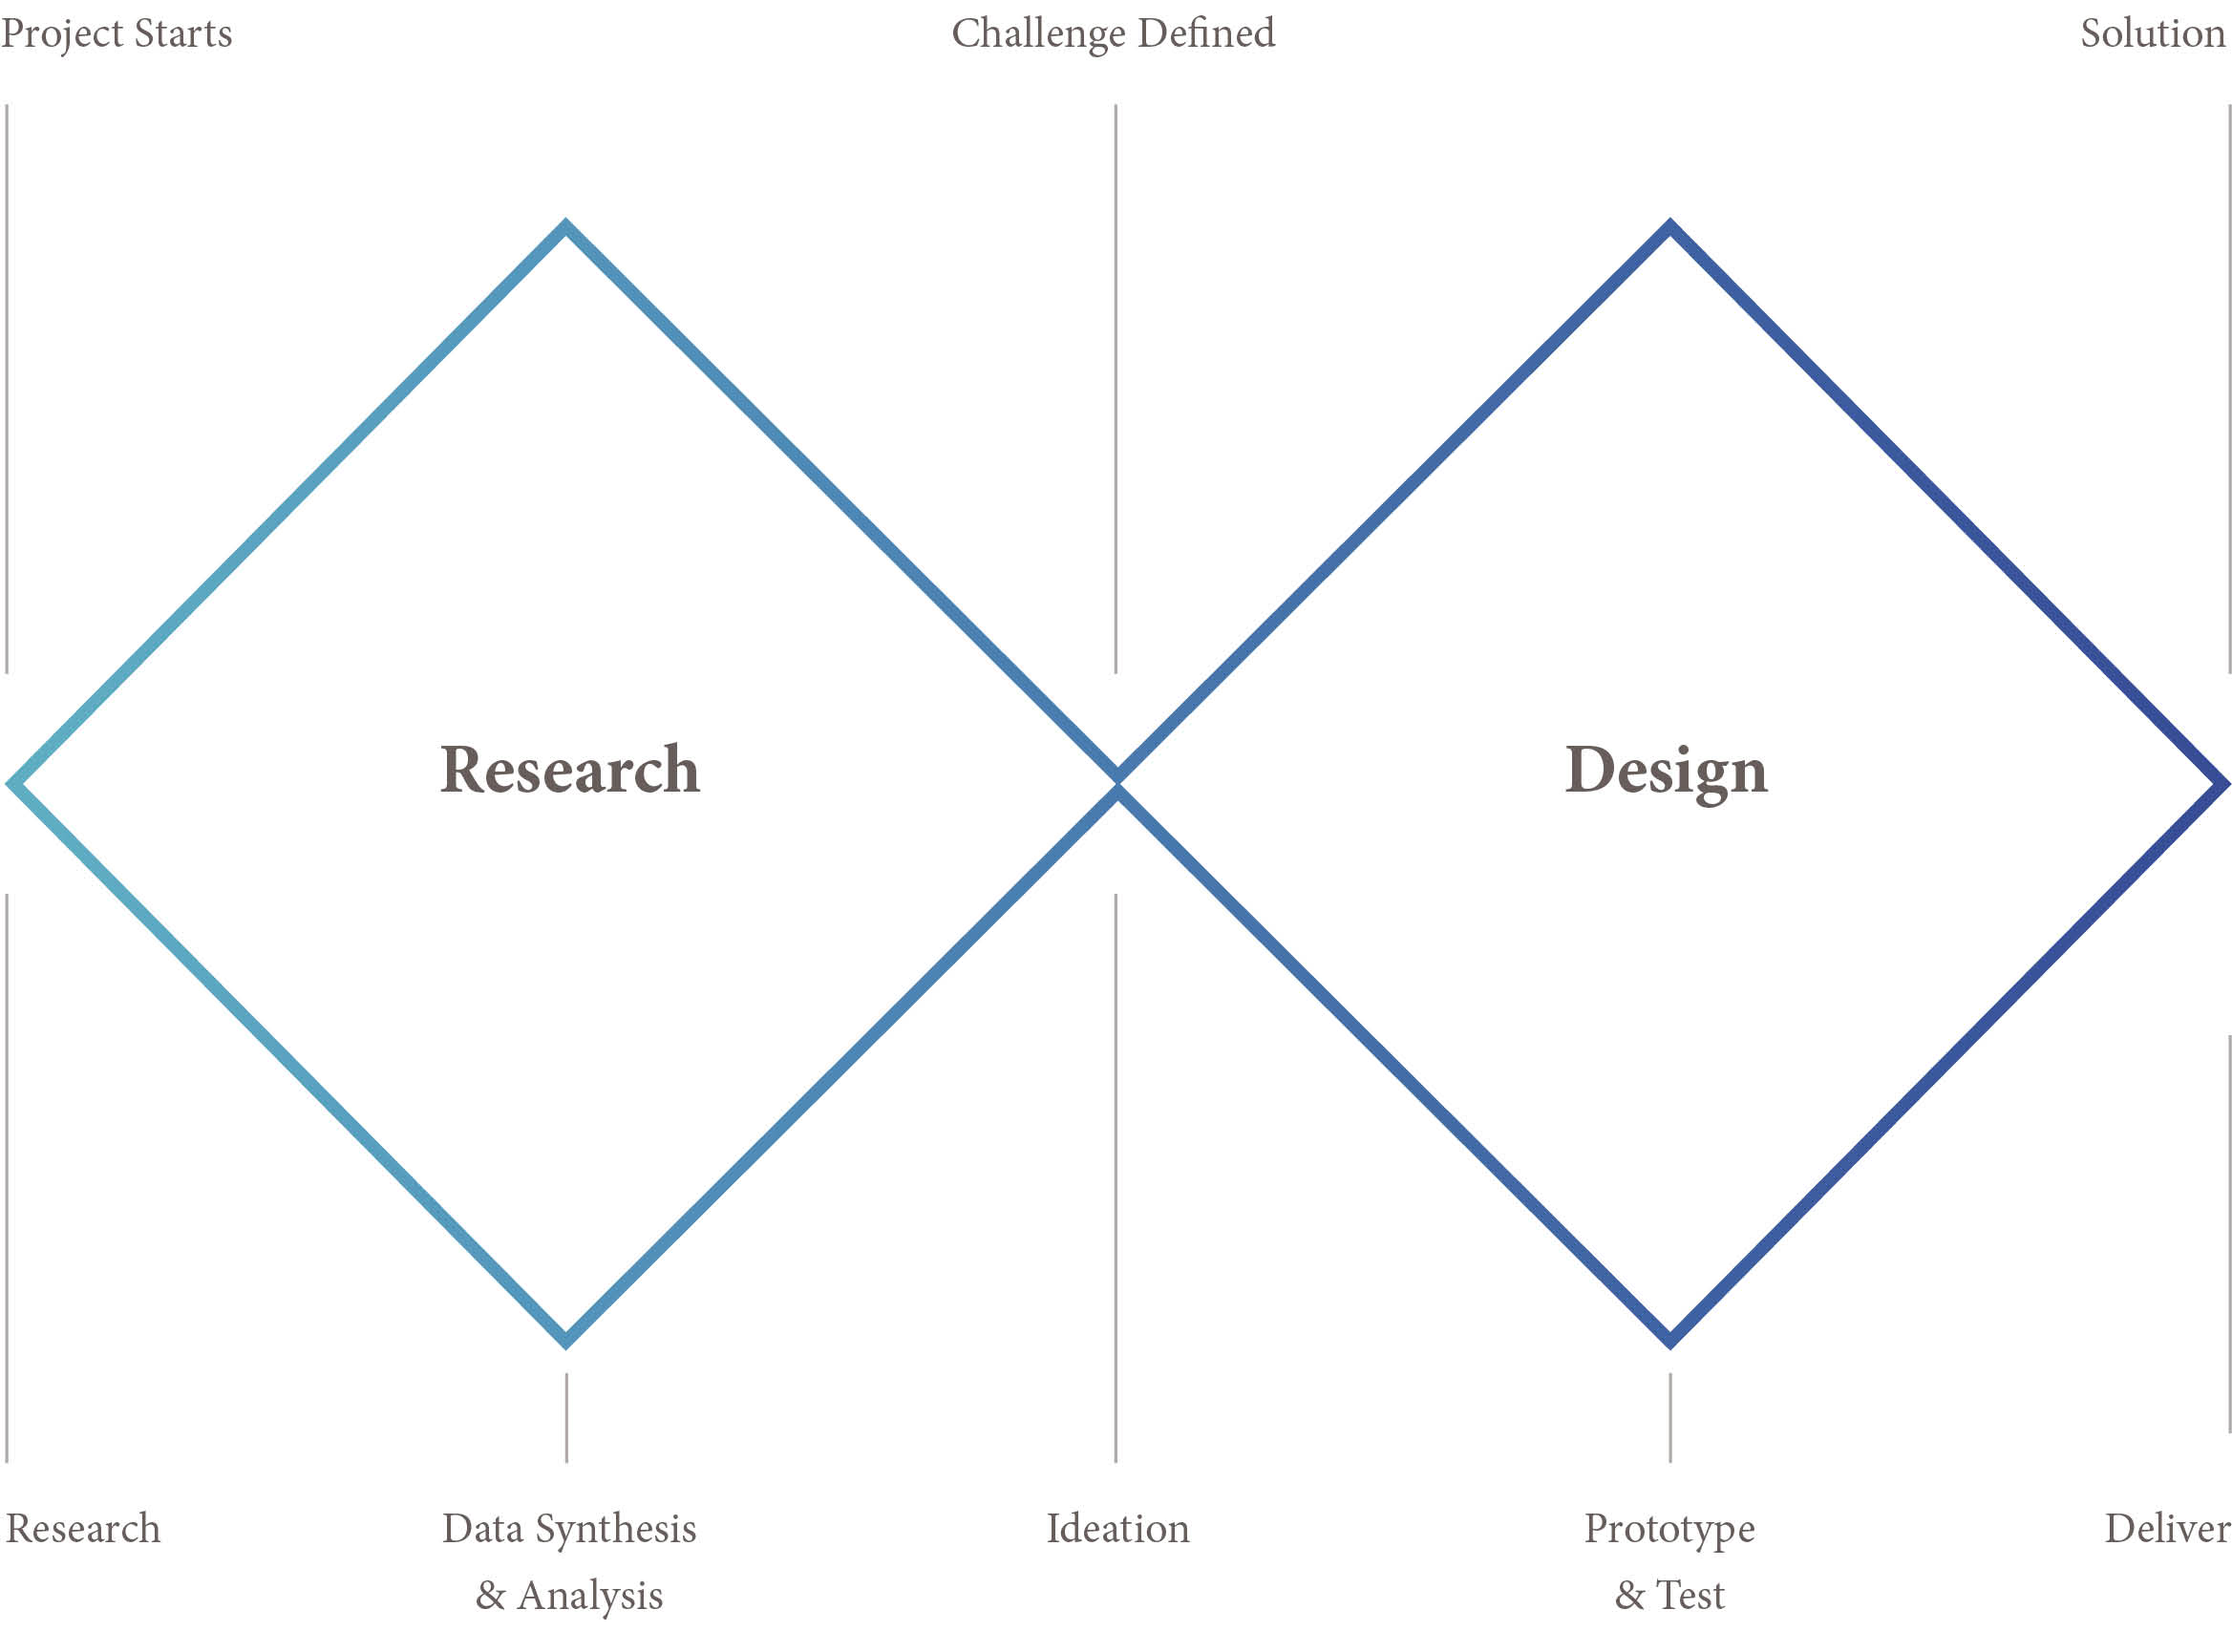 Project Starts
Challenge Defined
Solution
Research
Design
Research
Data Synthesis
& Analysis
Ideation
Prototype
& Test
Deliver